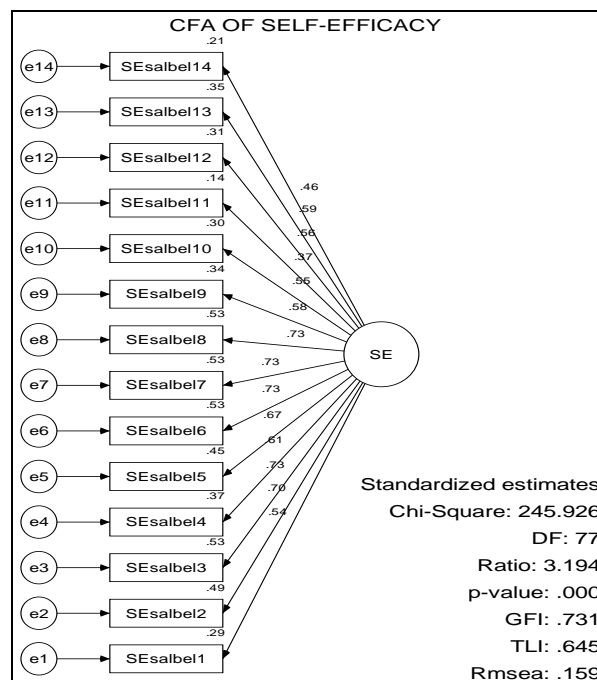 CFA OF SELF-EFFICACY
.21
e14 SEsalbel14
.35
e13 SEsalbel13
.31
e12 SEsalbel12
.14
e11 SEsalbel11
.30
e10 SEsalbel10
.34
e9 SEsalbel9
.53
e8 SEsalbel8
.53
e7 SEsalbel7
.53
e6 SEsalbel6
.45
e5 SEsalbel5
.37
e4 SEsalbel4
.53
e3 SEsalbel3
.49
e2 SEsalbel2
.29
e1 SEsalbel1
.46
.59
.56
.37
.55
.58
.73
.73
.73
.67
.61
.73
.70
.54
SE
Standardized estimates
Chi-Square: 245.926
DF: 77
Ratio: 3.194
p-value: .000
GFI: .731
TLI: .645
Rmsea: .159